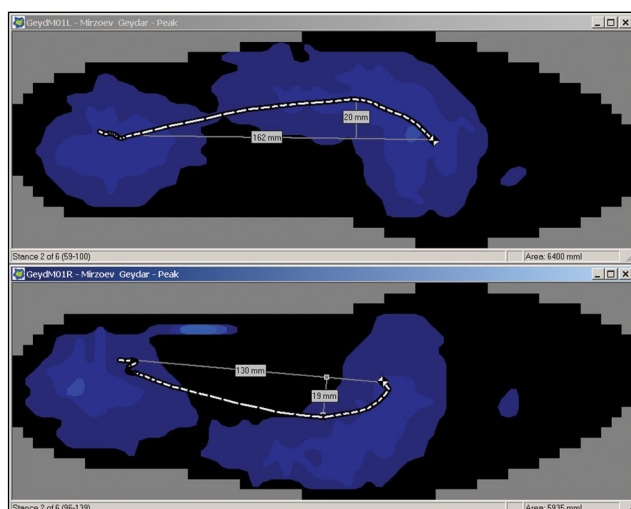 GeydM01L - Mirzoev Geydar - Peak
20 mm
162 mm
Stance 2 of 6 (59-100)
Area: 6400 mml
GeydM01R - Mirzoev Geydar - Peak
130 mm
19 mm
Stance 2 of 6 (96-139)
Area: 5935 mml